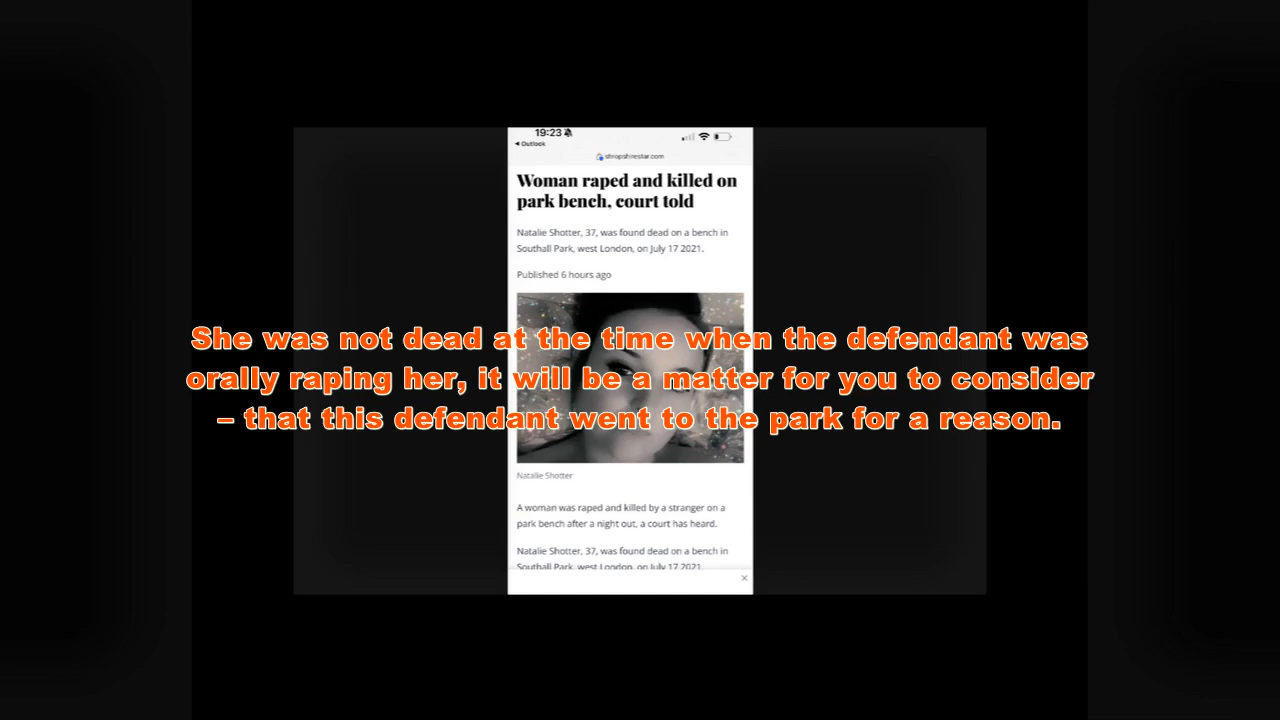 19:23
◀ Outlook
shropshirestar.com
Woman raped and killed on
park bench, court told
Natalie Shotter, 37, was found dead on a bench in
Southall Park, west London, on July 17 2021.
Published 6 hours ago
She was not dead at the time when the defendant was
orally raping her, it will be a matter for you to consider
– that this defendant went to the park for a reason.
Natalie Shotter
A woman was raped and killed by a stranger on a
park bench after a night out, a court has heard.
Natalie Shotter, 37, was found dead on a bench in
Southall Park, west London, on July 17 2021